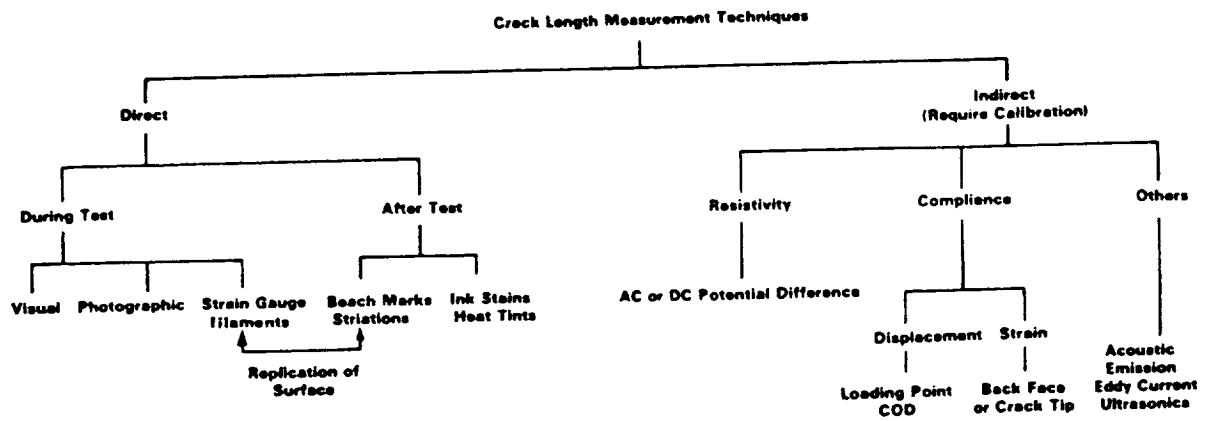 Crack Length Measurement Techniques
Direct
Indirect
(Require Calibration)
During Test
After Test
Resistivity
Compliance
Others
Visual
Photographic
Strain Gauge
Filaments
Beach Marks
Striations
Ink Stains
Heat Tints
Replication of
Surface
AC or DC Potential Difference
Displacement
Strain
Loading Point
COD
Back Face
or Crack Tip
Acoustic
Emission
Eddy Current
Ultrasonics